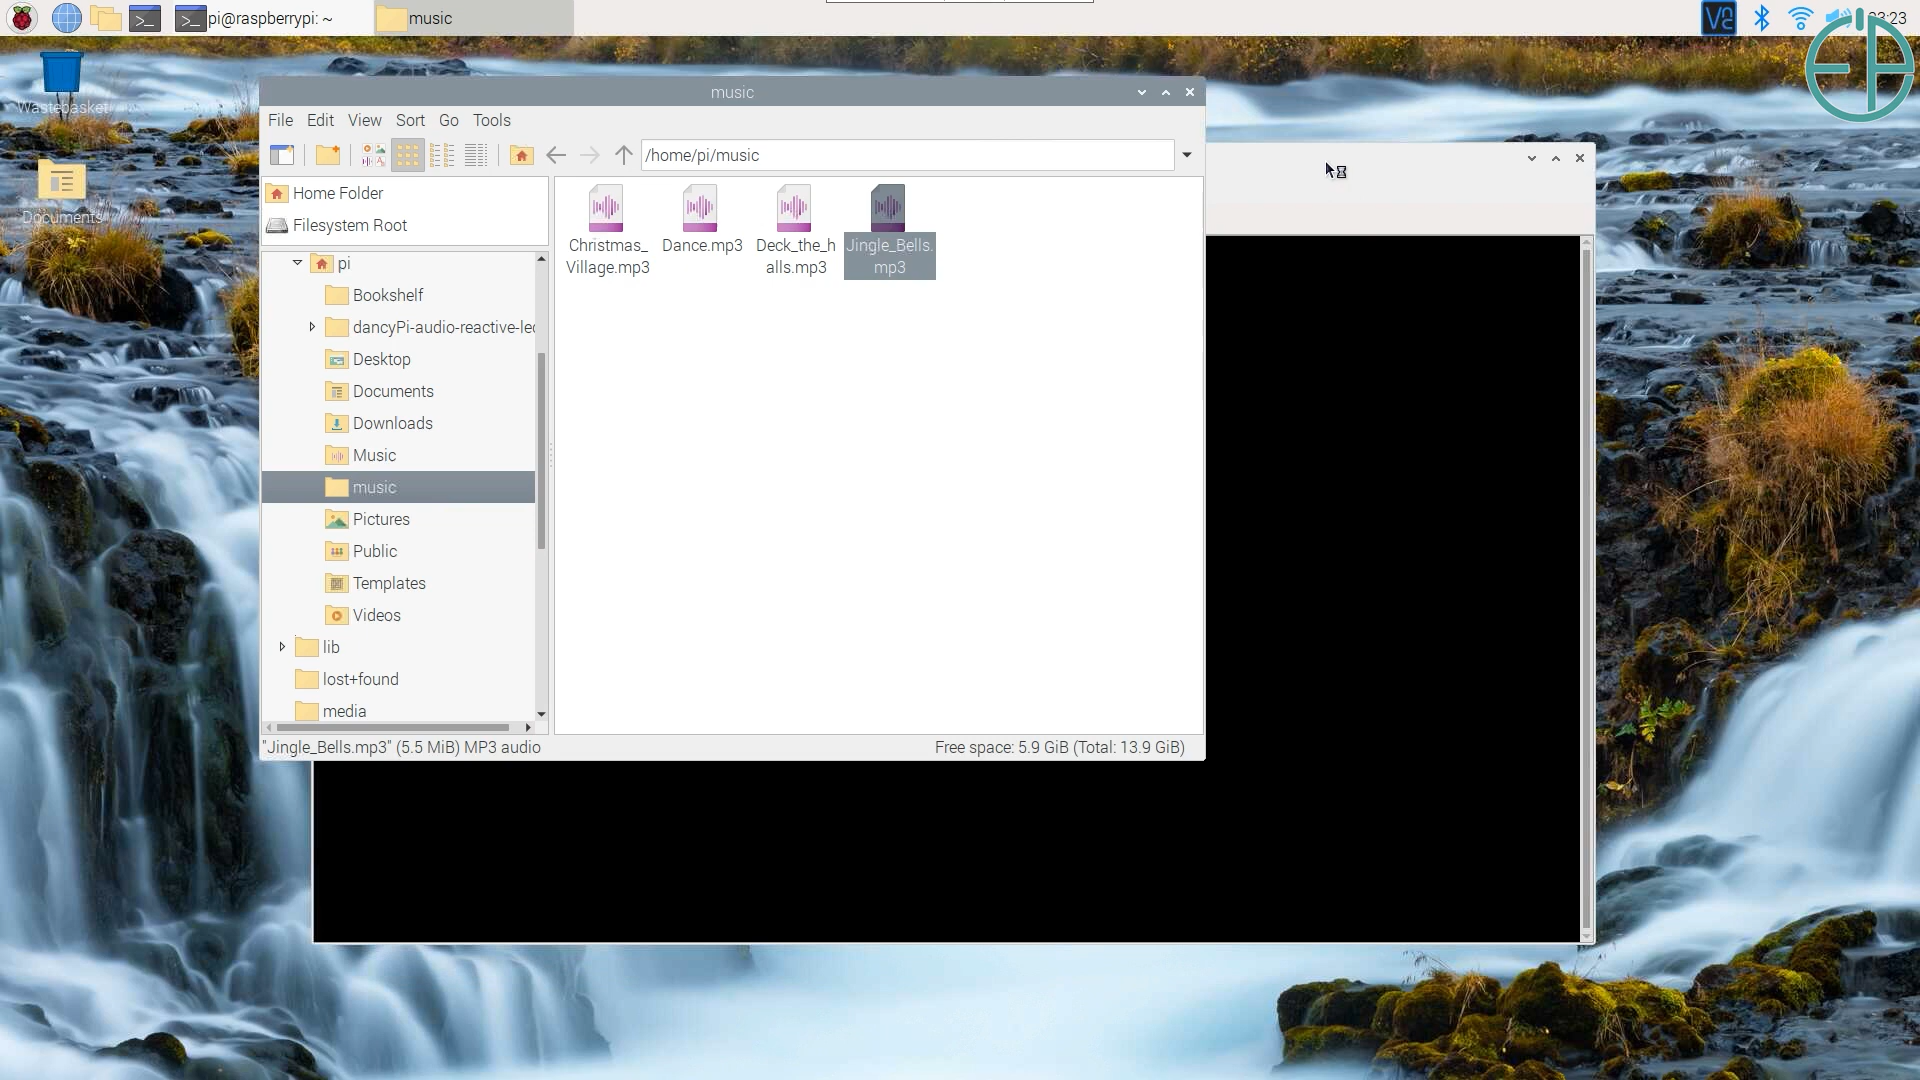 pi@raspberrypi: ~
music
Wastebasket
Documents
music
File Edit View Sort Go Tools
/home/pi/music
Home Folder
Filesystem Root
pi
Bookshelf
dancyPi-audio-reactive-led
Desktop
Documents
Downloads
Music
music
Pictures
Public
Templates
Videos
lib
lost+found
media
Christmas_
Village.mp3
Dance.mp3
Deck_the_h
alls.mp3
Jingle_Bells.
mp3
"Jingle_Bells.mp3" (5.5 MiB) MP3 audio
Free space: 5.9 GiB (Total: 13.9 GiB)